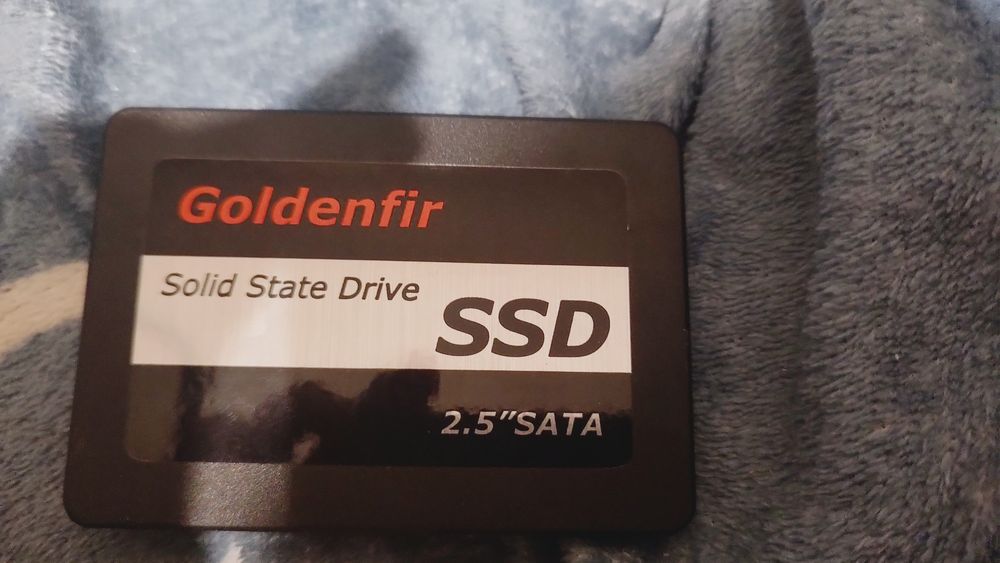 Goldenfir
Solid State Drive
SSD
2.5"SATA